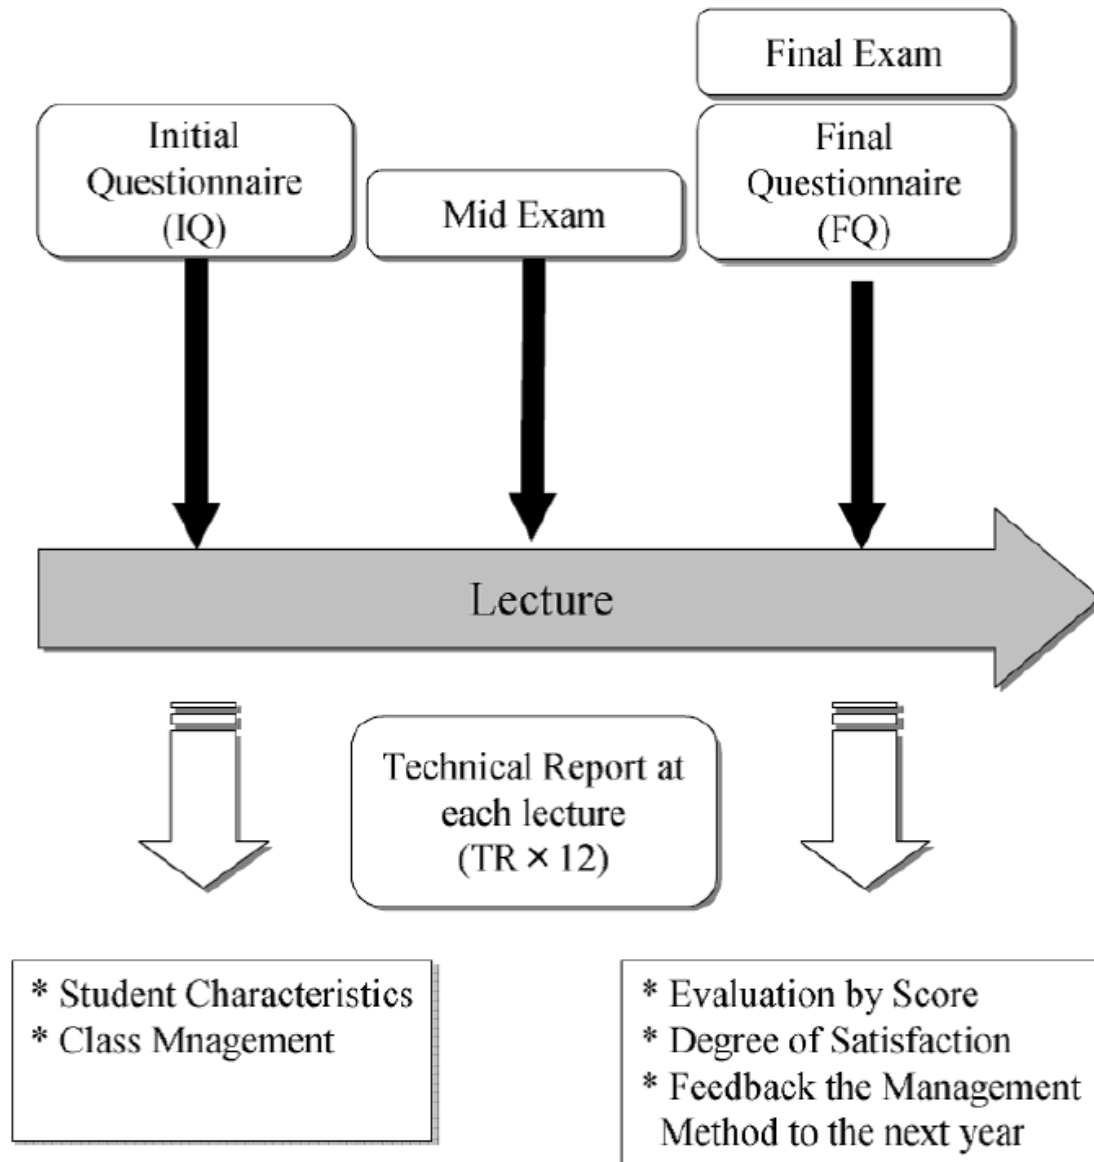 Final Exam
Initial
Questionnaire
(IQ)
Mid Exam
Final
Questionnaire
(FQ)
Lecture
Technical Report at
each lecture
(TR × 12)
* Student Characteristics
* Class Mnagement
* Evaluation by Score
* Degree of Satisfaction
* Feedback the Management
Method to the next year